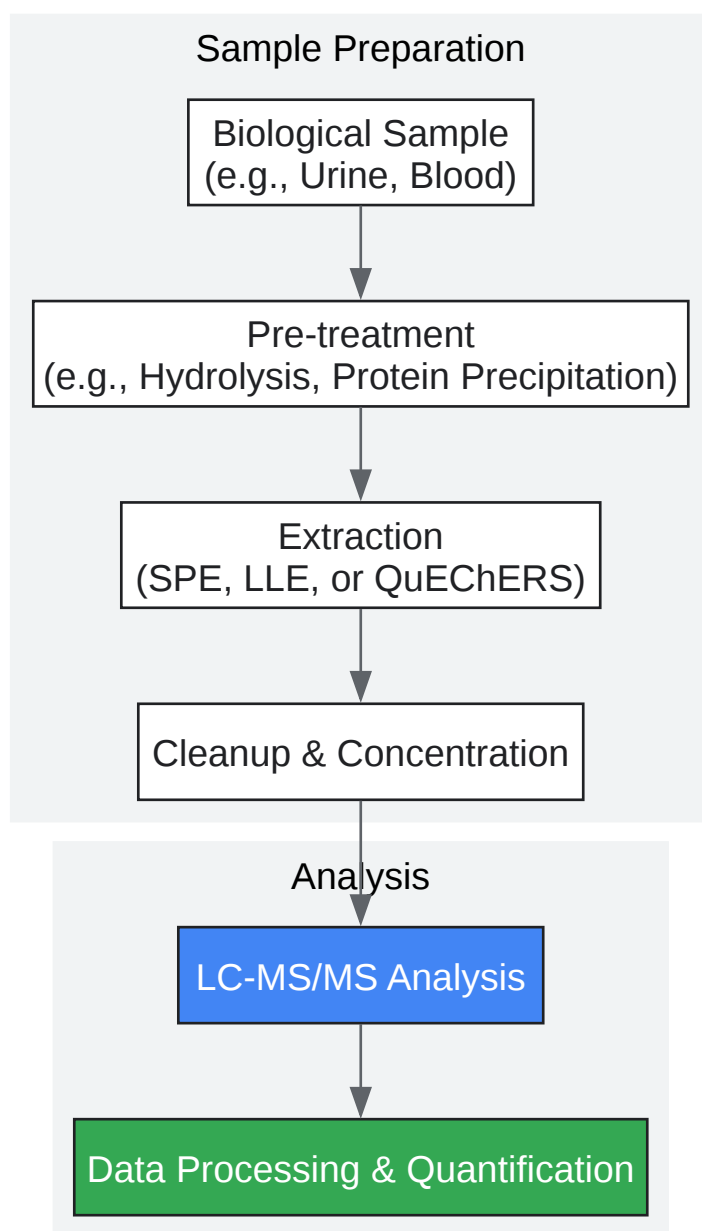 Sample Preparation
Biological Sample
(e.g., Urine, Blood)
Pre-treatment
(e.g., Hydrolysis, Protein Precipitation)
Extraction
(SPE, LLE, or QuEChERS)
Cleanup & Concentration
Analysis
LC-MS/MS Analysis
Data Processing & Quantification